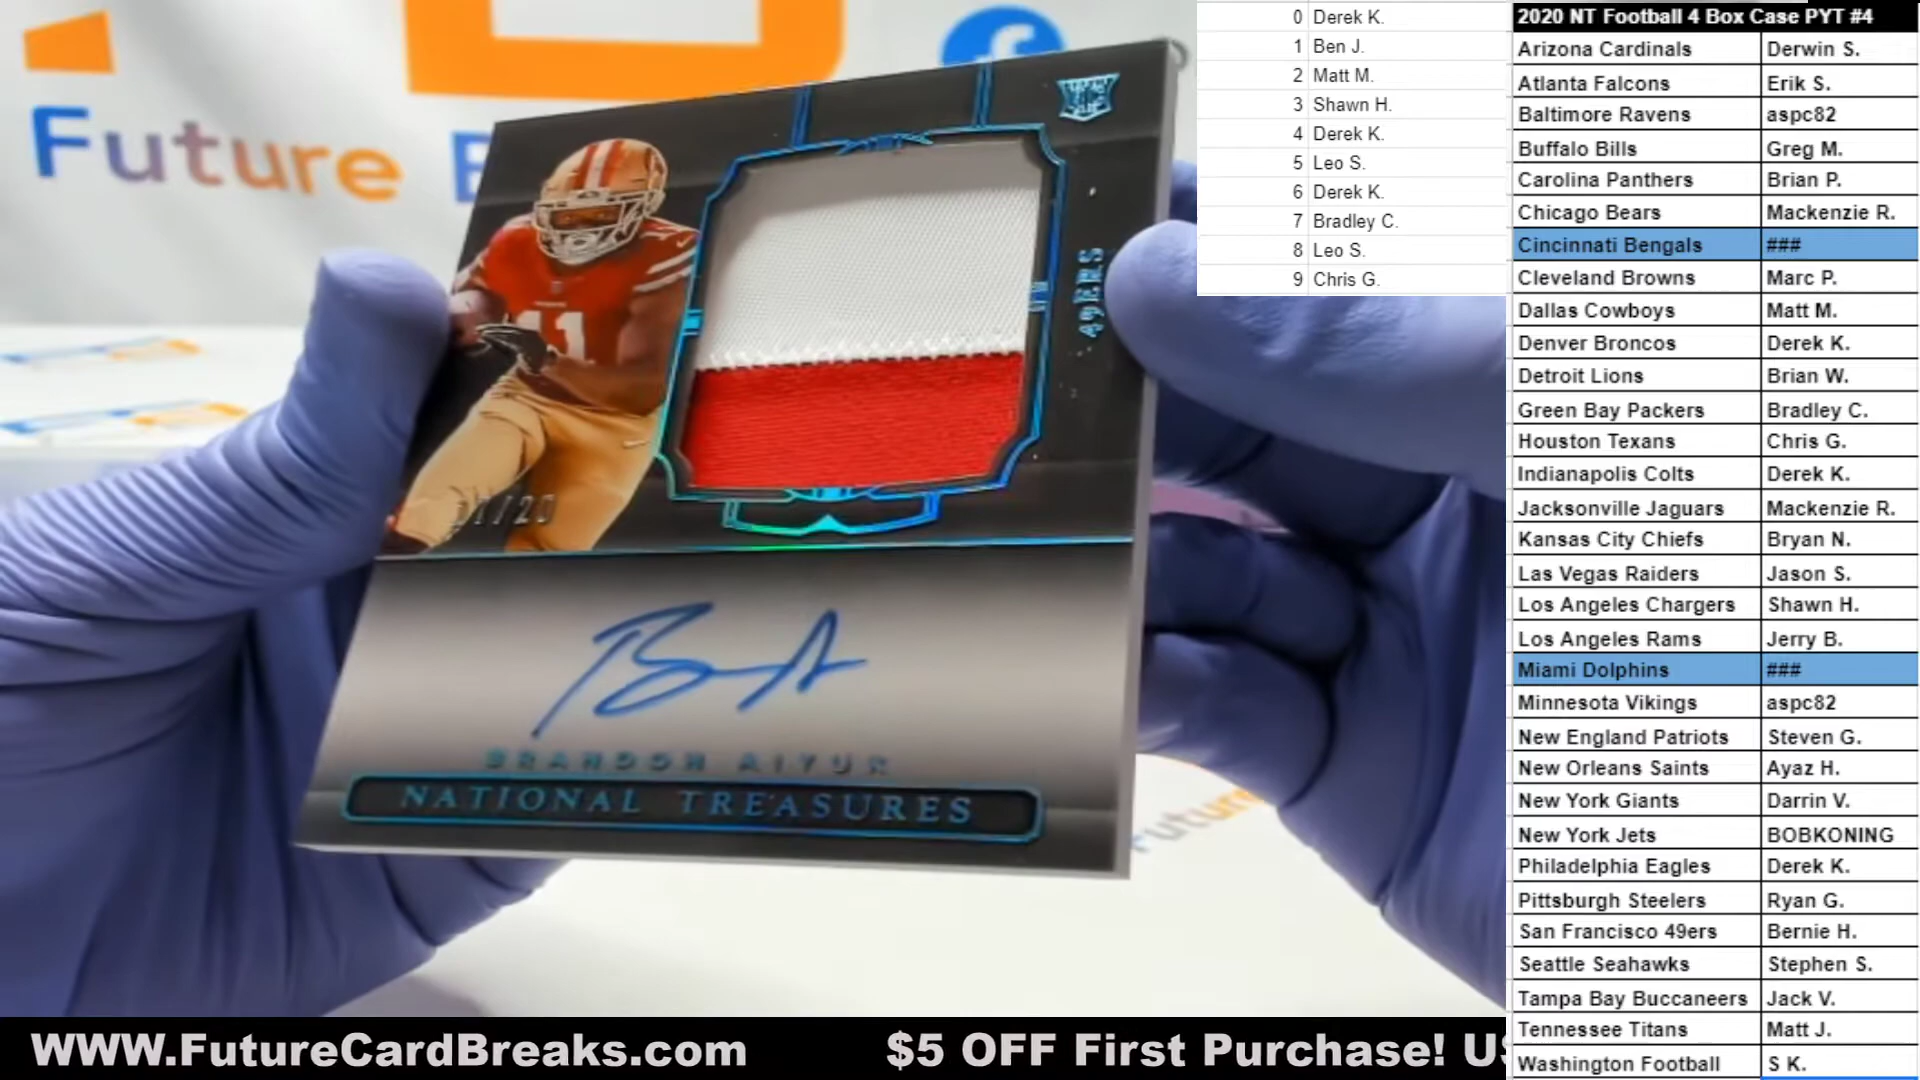 Future
0 Derek K.
1 Ben J.
2 Matt M.
3 Shawn H.
4 Derek K.
5 Leo S.
6 Derek K.
7 Bradley C.
8 Leo S.
9 Chris G.
2020 NT Football 4 Box Case PYT #4
Arizona Cardinals Derwin S.
Atlanta Falcons Erik S.
Baltimore Ravens aspc82
Buffalo Bills Greg M.
Carolina Panthers Brian P.
Chicago Bears Mackenzie R.
Cincinnati Bengals ###
Cleveland Browns Marc P.
Dallas Cowboys Matt M.
Denver Broncos Derek K.
Detroit Lions Brian W.
Green Bay Packers Bradley C.
Houston Texans Chris G.
Indianapolis Colts Derek K.
Jacksonville Jaguars Mackenzie R.
Kansas City Chiefs Bryan N.
Las Vegas Raiders Jason S.
Los Angeles Chargers Shawn H.
Los Angeles Rams Jerry B.
Miami Dolphins ###
Minnesota Vikings aspc82
New England Patriots Steven G.
New Orleans Saints Ayaz H.
New York Giants Darrin V.
New York Jets BOBKONING
Philadelphia Eagles Derek K.
Pittsburgh Steelers Ryan G.
San Francisco 49ers Bernie H.
Seattle Seahawks Stephen S.
Tampa Bay Buccaneers Jack V.
Tennessee Titans Matt J.
Washington Football S K.
49ERS
11
BRANDON AIYUK
NATIONAL TREASURES
Future
WWW.FutureCardBreaks.com $5 OFF First Purchase!